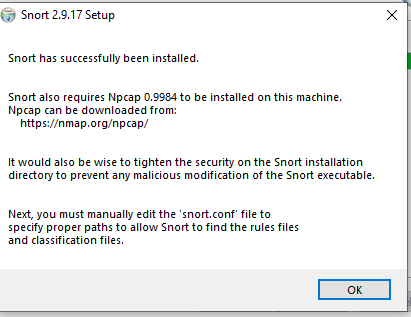 Snort 2.9.17 Setup
Snort has successfully been installed.
Snort also requires Npcap 0.9984 to be installed on this machine.
Npcap can be downloaded from:
https://nmap.org/npcap/
It would also be wise to tighten the security on the Snort installation
directory to prevent any malicious modification of the Snort executable.
Next, you must manually edit the 'snort.conf' file to
specify proper paths to allow Snort to find the rules files
and classification files.
OK